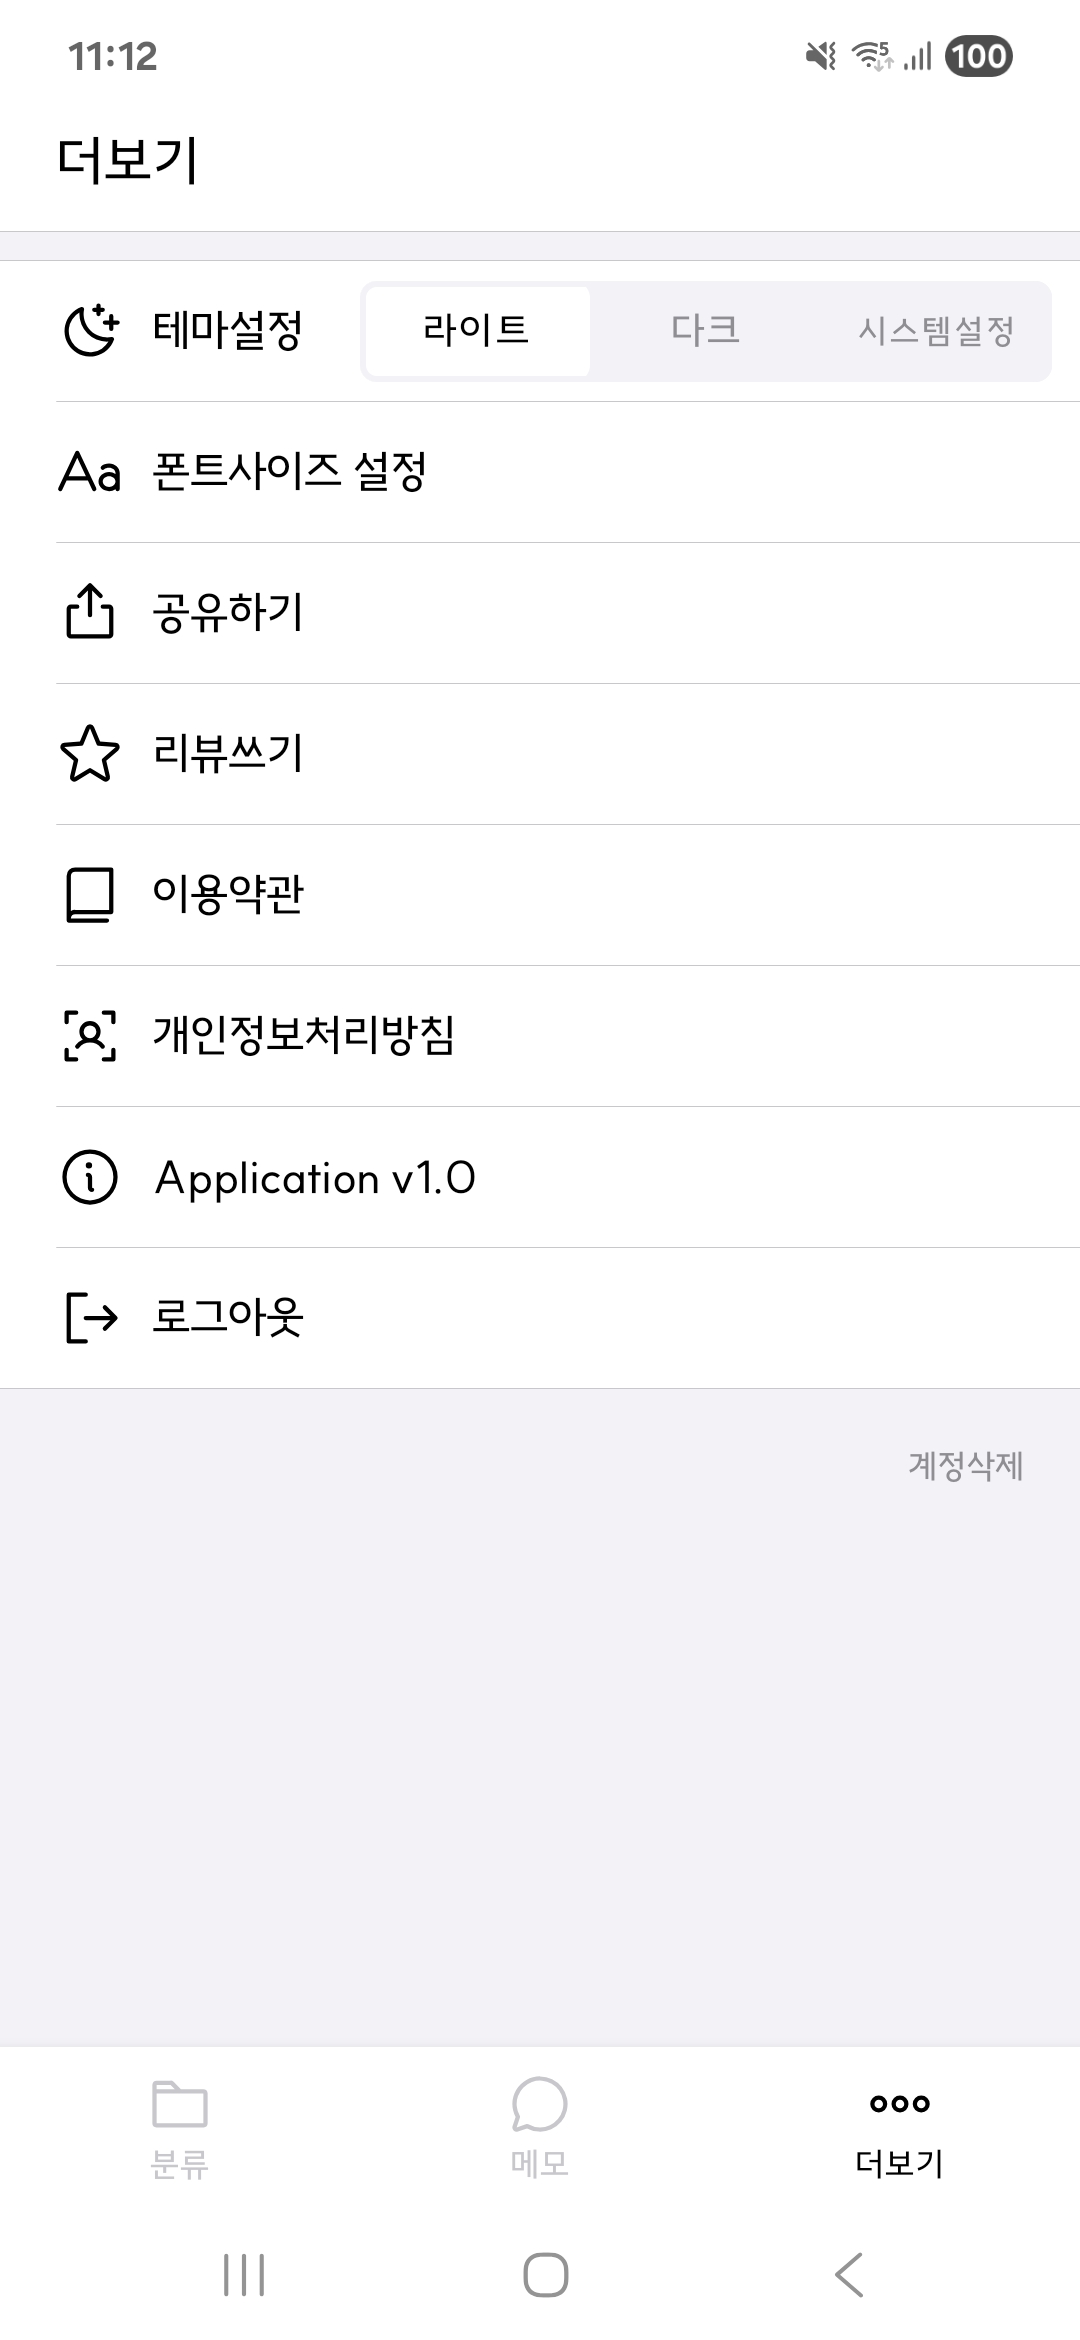 11:12
5
100
더보기
테마설정
라이트
다크
시스템설정
Aa 폰트사이즈 설정
공유하기
리뷰쓰기
이용약관
개인정보처리방침
Application v1.0
로그아웃
계정삭제
분류
메모
더보기